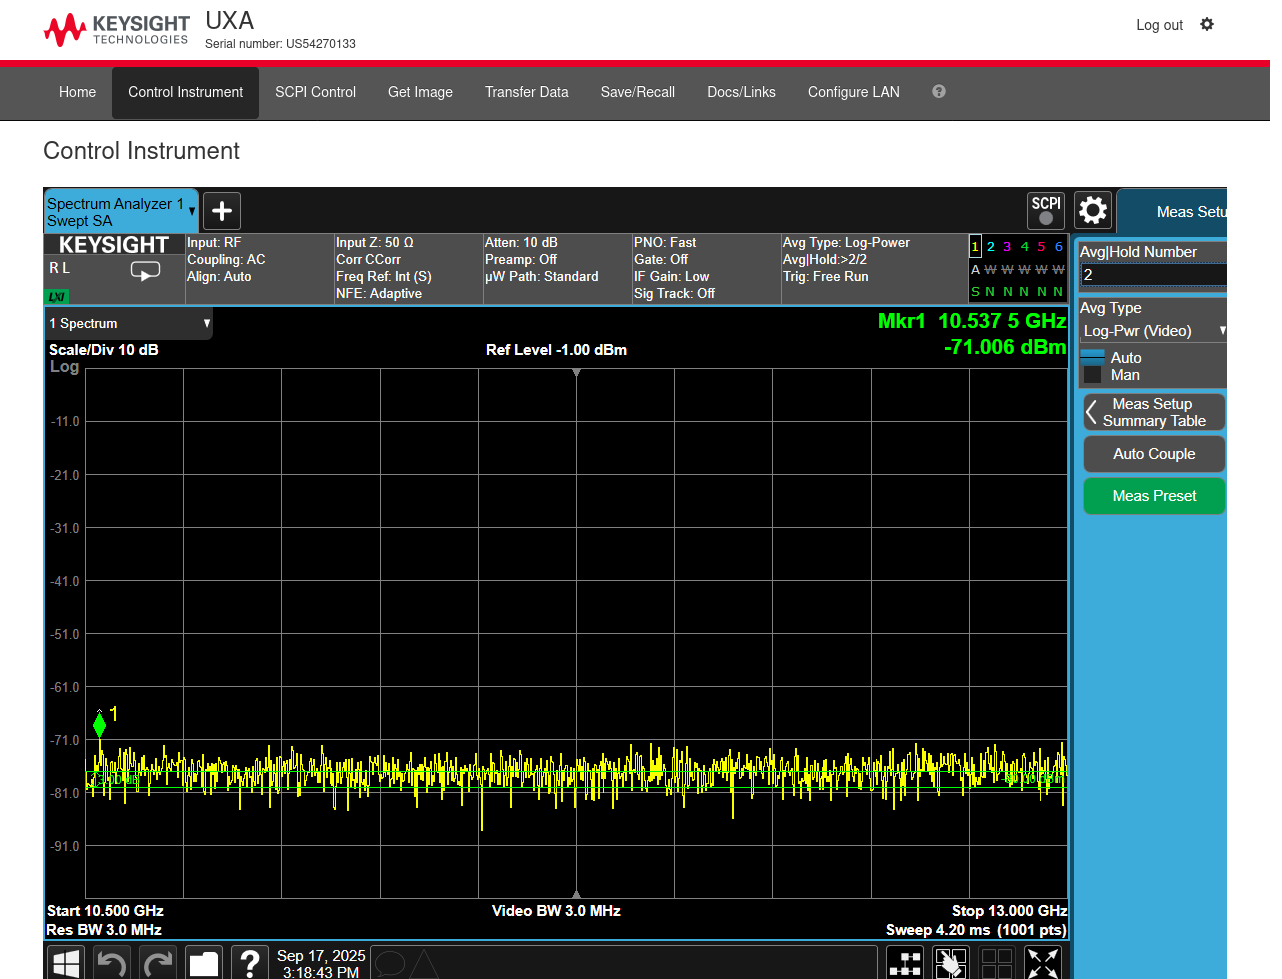 KEYSIGHT
TECHNOLOGIES
UXA
Serial number: US54270133
Log out
Home
Control Instrument
SCPI Control
Get Image
Transfer Data
Save/Recall
Docs/Links
Configure LAN
?
Control Instrument
Spectrum Analyzer 1
Swept SA
+
SCPI
Meas Setu
KEYSIGHT
R L
LXI
Input: RF
Coupling: AC
Align: Auto
Input Z: 50 Ω
Corr CCorr
Freq Ref: Int (S)
NFE: Adaptive
Atten: 10 dB
Preamp: Off
µW Path: Standard
PNO: Fast
Gate: Off
IF Gain: Low
Sig Track: Off
Avg Type: Log-Power
Avg|Hold:>2/2
Trig: Free Run
1 2 3 4 5 6
A W W W W W
S N N N N N
Avg|Hold Number
2
Avg Type
Log-Pwr (Video)
Auto
Man
Meas Setup
Summary Table
Auto Couple
Meas Preset
1 Spectrum
Scale/Div 10 dB
Log
Ref Level -1.00 dBm
Mkr1 10.537 5 GHz
-71.006 dBm
-11.0
-21.0
-31.0
-41.0
-51.0
-61.0
-71.0
-81.0
-91.0
1
Start 10.500 GHz
Res BW 3.0 MHz
Video BW 3.0 MHz
Stop 13.000 GHz
Sweep 4.20 ms (1001 pts)
?
Sep 17, 2025
3:18:43 PM